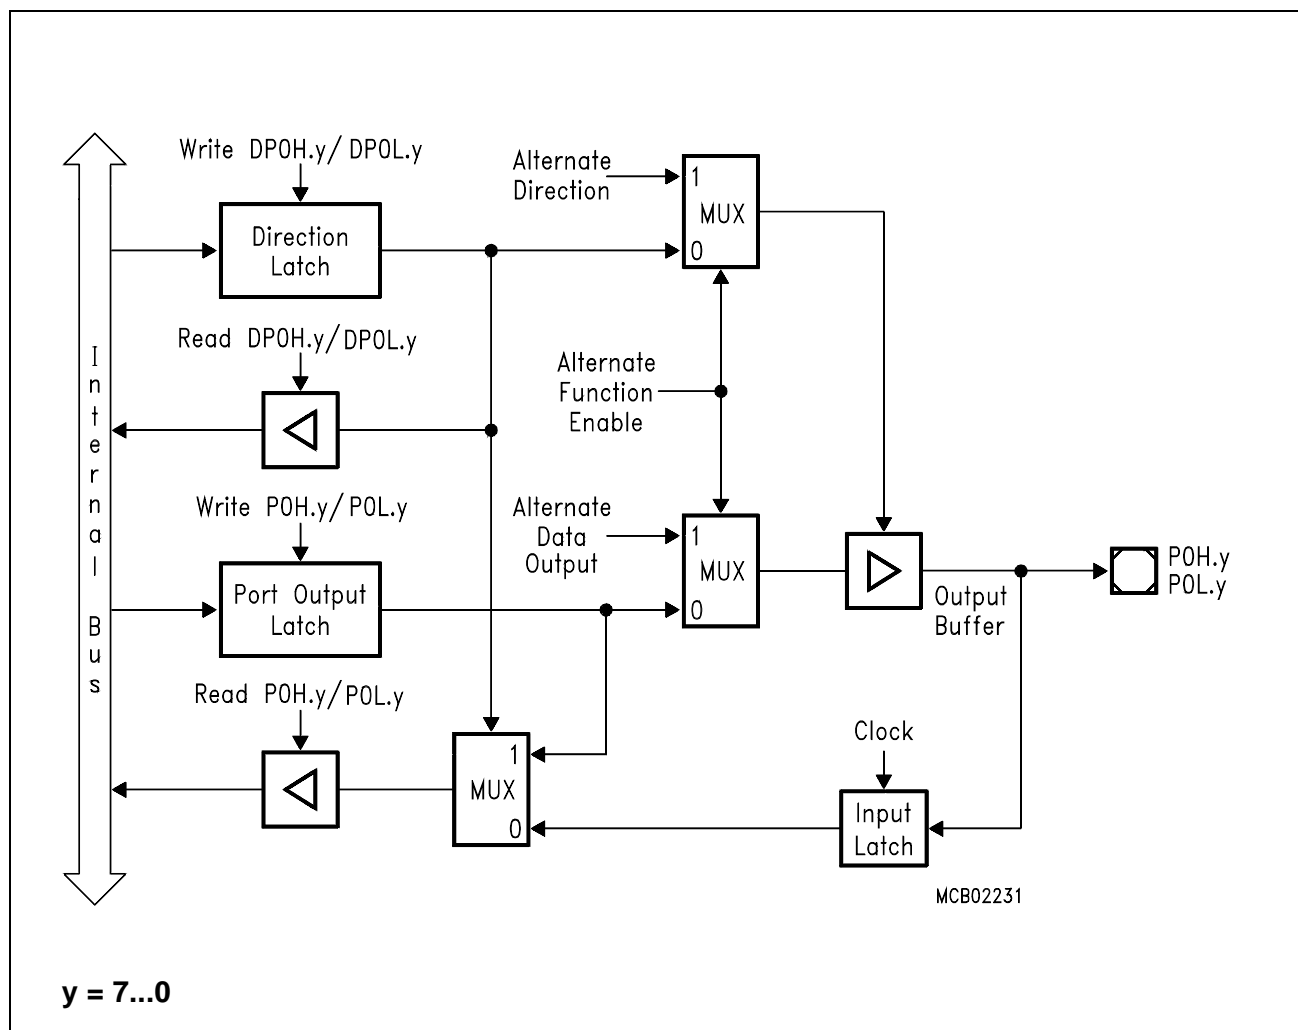 Write DP0H.y/ DP0L.y
Alternate
Direction
1
MUX
0
Direction
Latch
Read DP0H.y/DP0L.y
Internal Bus
Alternate
Function
Enable
Write P0H.y/P0L.y
Alternate
Data
Output
1
MUX
0
P0H.y
P0L.y
Port Output
Latch
Output
Buffer
Read P0H.y/P0L.y
1
MUX
0
Clock
Input
Latch
MCB02231
y = 7...0